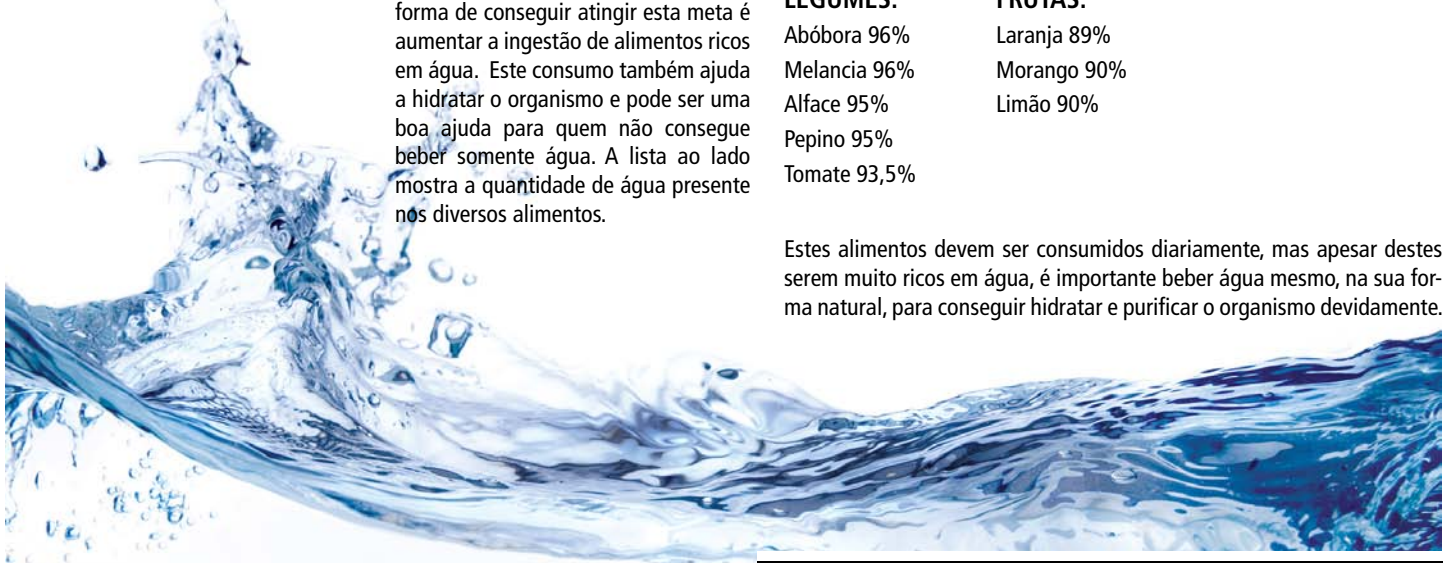 forma de conseguir atingir esta meta é
aumentar a ingestão de alimentos ricos
em água. Este consumo também ajuda
a hidratar o organismo e pode ser uma
boa ajuda para quem não consegue
beber somente água. A lista ao lado
mostra a quantidade de água presente
nos diversos alimentos.
LEGUMES:
Abóbora 96%
Melancia 96%
Alface 95%
Pepino 95%
Tomate 93,5%
FRUTAS:
Laranja 89%
Morango 90%
Limão 90%
Estes alimentos devem ser consumidos diariamente, mas apesar destes
serem muito ricos em água, é importante beber água mesmo, na sua for-
ma natural, para conseguir hidratar e purificar o organismo devidamente.